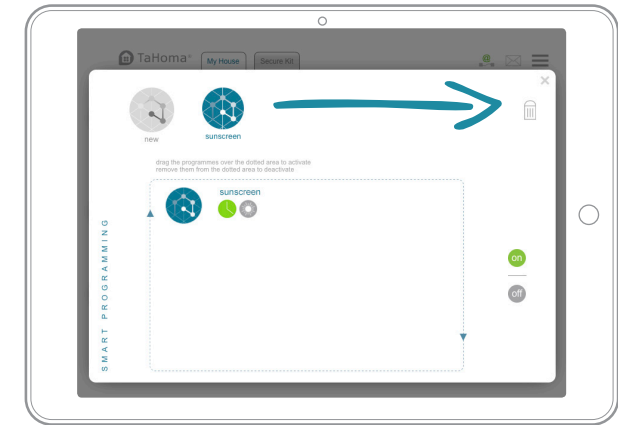 TaHoma®
My House
Secure Kit
new
sunscreen
drag the programmes over the dotted area to activate
remove them from the dotted area to deactivate
sunscreen
SMART PROGRAMMING
on
off